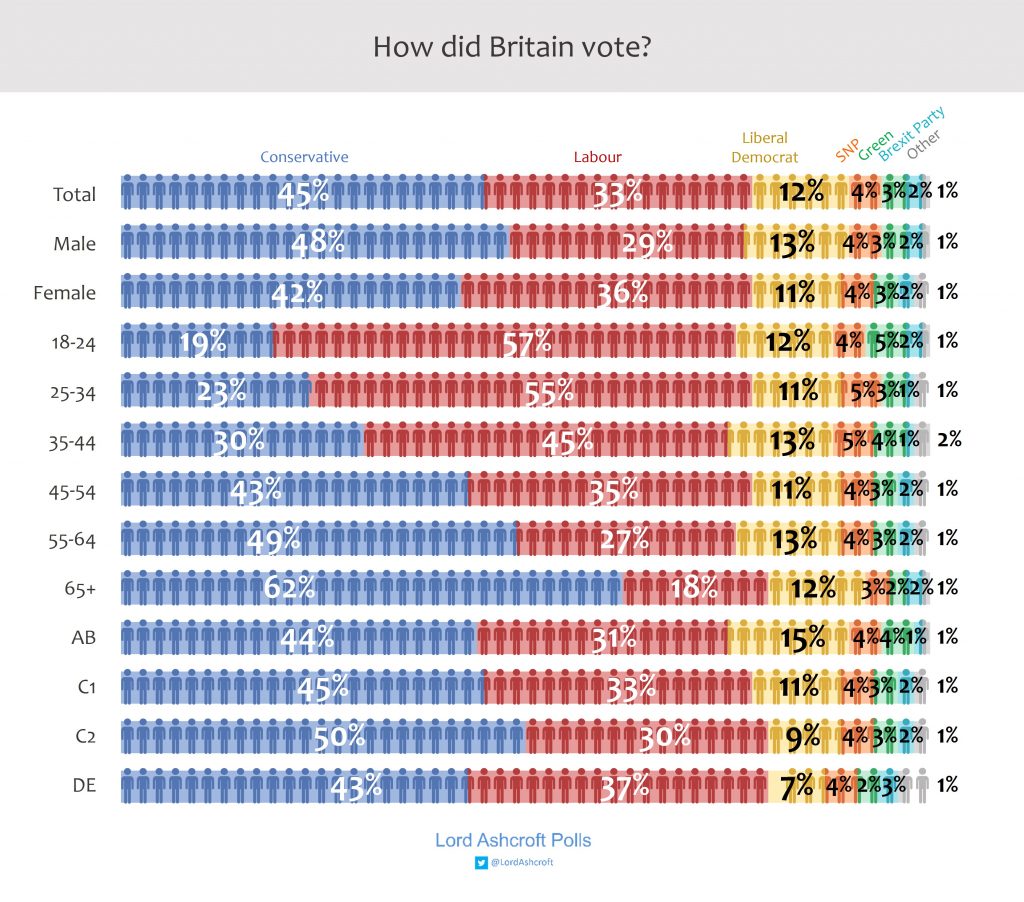 How did Britain vote?
Conservative
Labour
Liberal
Democrat
SNP
Green
Brexit Party
Other
Total 45% 33% 12% 4% 3% 2% 1%
Male 48% 29% 13% 4% 3% 2% 1%
Female 42% 36% 11% 4% 3% 2% 1%
18-24 19% 57% 12% 4% 5% 2% 1%
25-34 23% 55% 11% 5% 3% 1% 1%
35-44 30% 45% 13% 5% 4% 1% 2%
45-54 43% 35% 11% 4% 3% 2% 1%
55-64 49% 27% 13% 4% 3% 2% 1%
65+ 62% 18% 12% 3% 2% 2% 1%
AB 44% 31% 15% 4% 4% 1% 1%
C1 45% 33% 11% 4% 3% 2% 1%
C2 50% 30% 9% 4% 3% 2% 1%
DE 43% 37% 7% 4% 2% 3% 1%
Lord Ashcroft Polls
@LordAshcroft